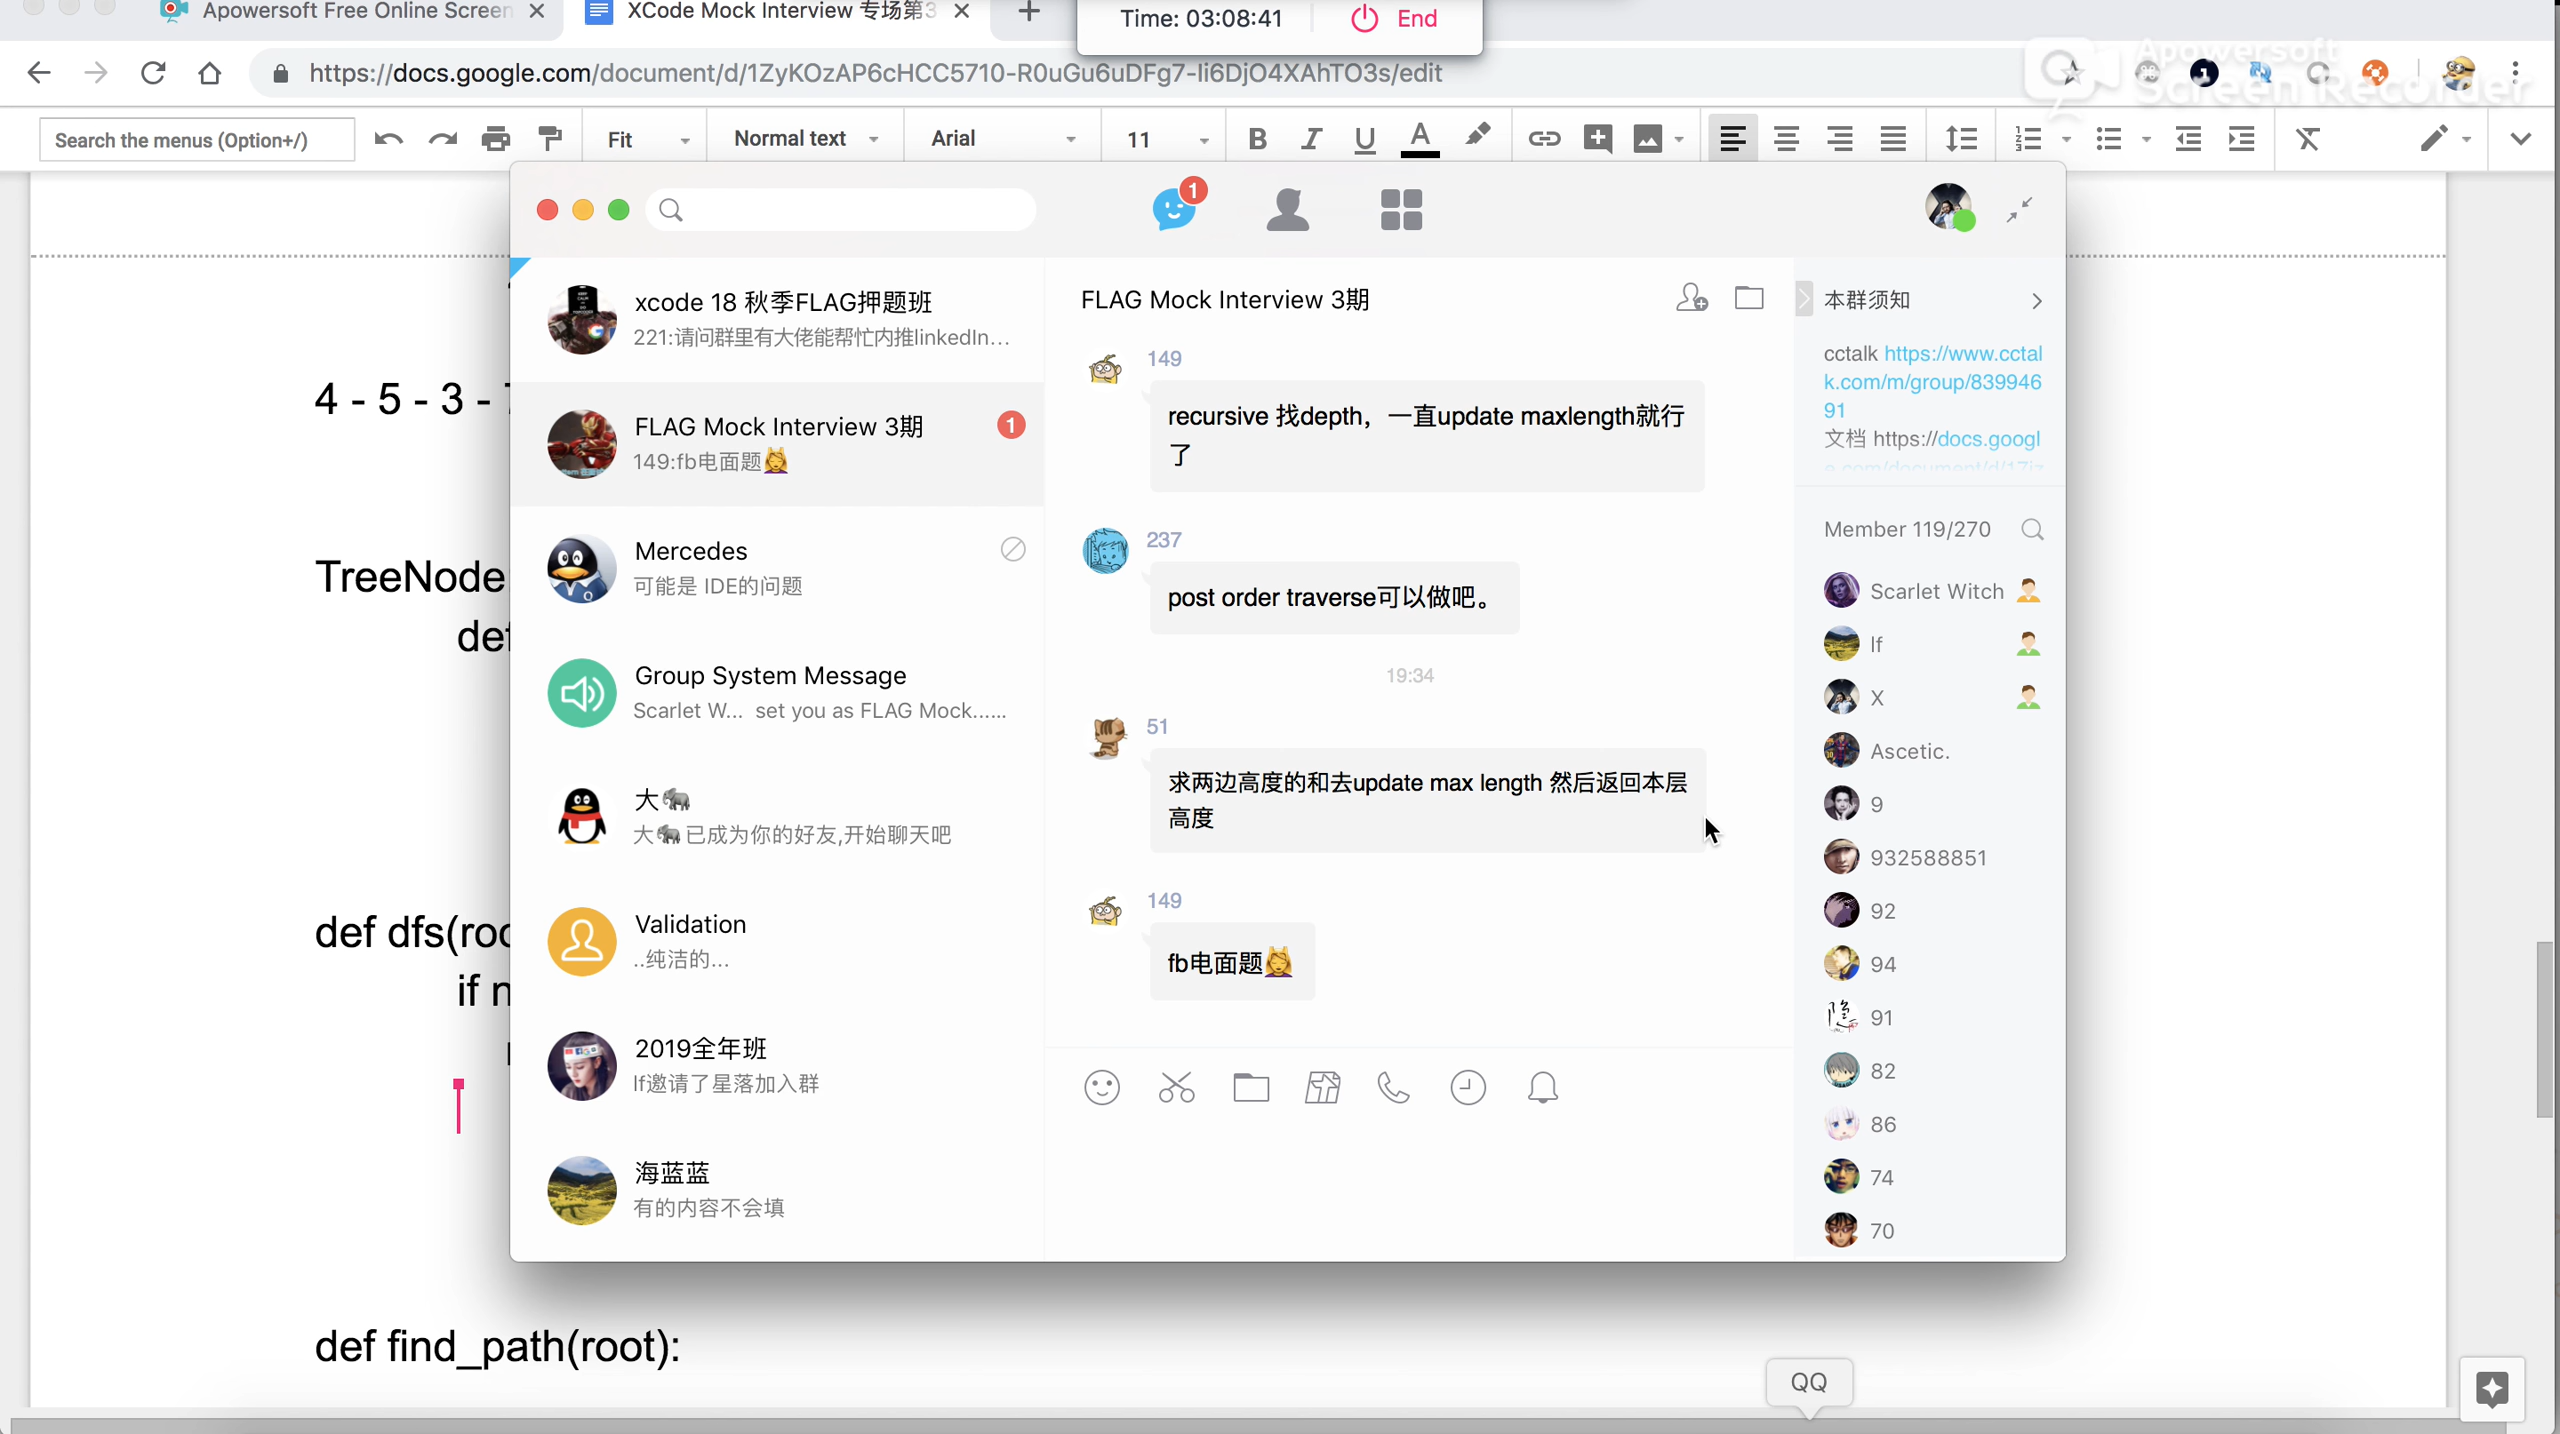 Apowersoft Free Online Screen
XCode Mock Interview 专场第3
Time: 03:08:41
End
https://docs.google.com/document/d/1ZyKOzAP6cHCC5710-R0uGu6uDFg7-li6DjO4XAhTO3s/edit
Apowersoft
Screen Recorder
Search the menus (Option+/)
Fit
Normal text
Arial
11
4 - 5 - 3 -
TreeNode:
def
def dfs(roo
if n
def find_path(root):
1
xcode 18 秋季FLAG押题班
221:请问群里有大佬能帮忙内推linkedIn...
FLAG Mock Interview 3期
1
149:fb电面题💆
Mercedes
可能是 IDE的问题
Group System Message
Scarlet W... set you as FLAG Mock......
大🐘
大🐘已成为你的好友,开始聊天吧
Validation
..纯洁的...
2019全年班
lf邀请了星落加入群
海蓝蓝
有的内容不会填
FLAG Mock Interview 3期
149
recursive 找depth，一直update maxlength就行
了
237
post order traverse可以做吧。
19:34
51
求两边高度的和去update max length 然后返回本层
高度
149
fb电面题💆
本群须知
cctalk https://www.cctal
k.com/m/group/839946
91
文档 https://docs.googl
e.com/document/d/17iz
Member 119/270
Scarlet Witch
lf
X
Ascetic.
9
932588851
92
94
91
82
86
74
70
QQ